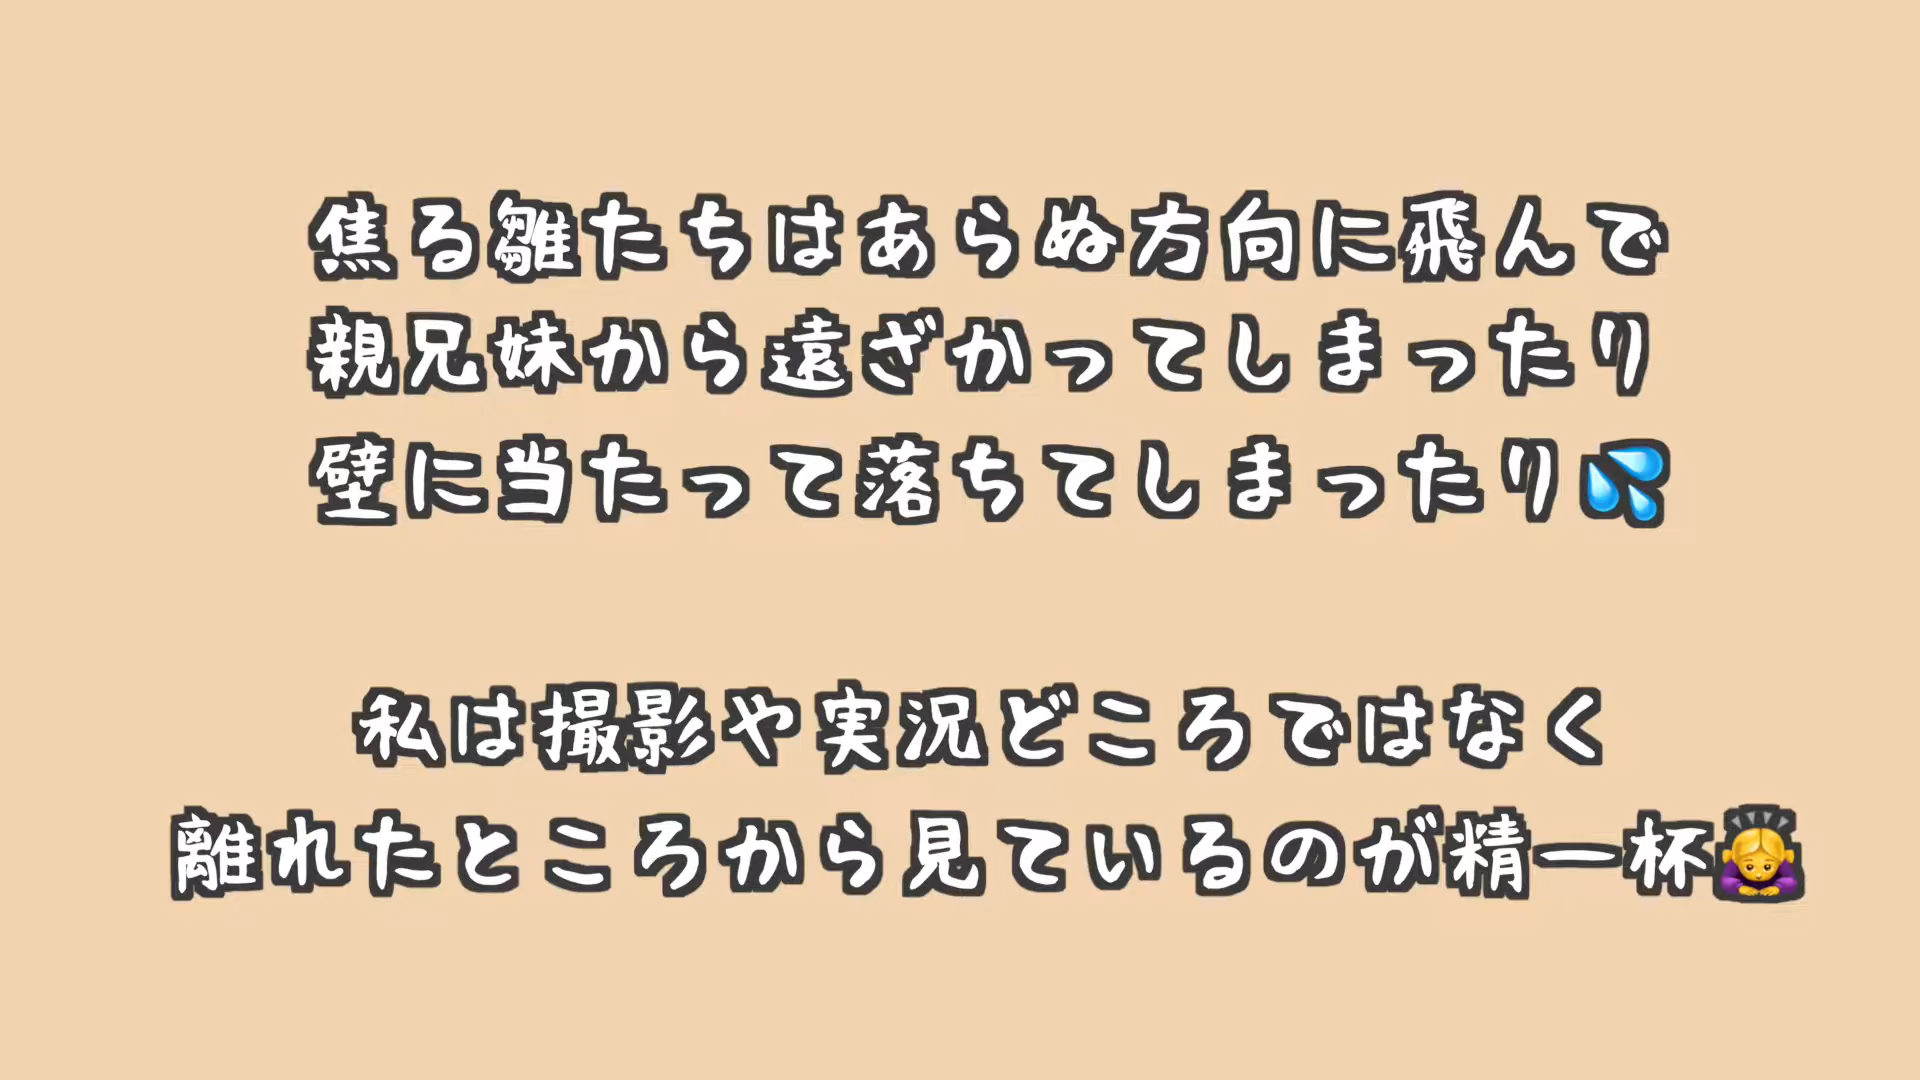 焦る雛たちはあらぬ方向に飛んで
親兄妹から遠ざかってしまったり
壁に当たって落ちてしまったり💦
私は撮影や実況どころではなく
離れたところから見ているのが精一杯🙇‍♀️